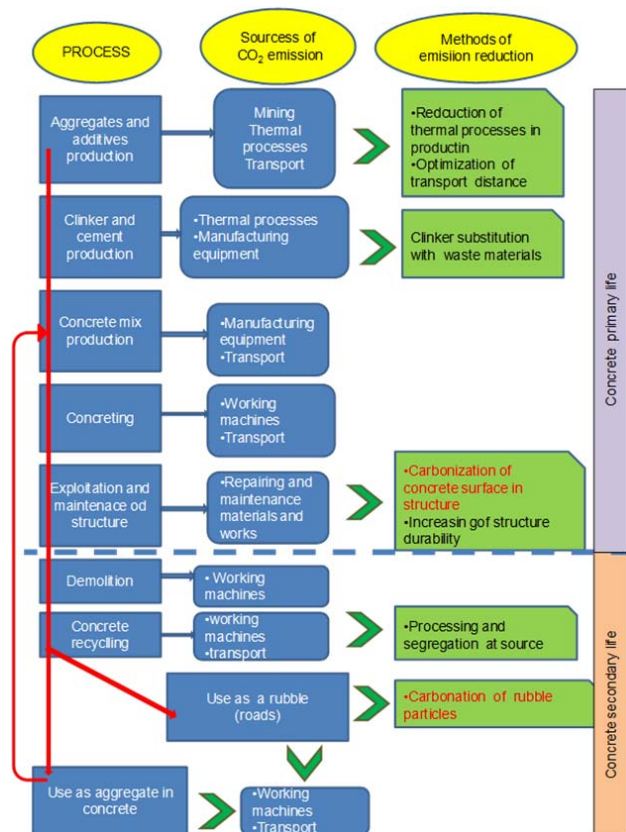 PROCESS
Sourcess of
CO₂ emission
Methods of
emisiion reduction
Aggregates and
additives
production
Mining
Thermal
processes
Transport
•Redcuction of
thermal processes in
productin
•Optimization of
transport distance
Clinker and
cement
production
•Thermal processes
•Manufacturing
equipment
Clinker substitution
with waste materials
Concrete mix
production
•Manufacturing
equipment
•Transport
Concreting
•Working
machines
•Transport
Exploitation and
maintenace od
structure
•Repairing and
maintenance
materials and
works
•Carbonization of
concrete surface in
structure
•Increasin gof structure
durability
Concrete primary life
Demolition
• Working
machines
Concrete
recyclling
•working
machines
•transport
•Processing and
segregation at source
Use as a rubble
(roads)
•Carbonation of rubble
particles
Use as aggregate in
concrete
•Working
machines
•Transport
Concrete secondary life